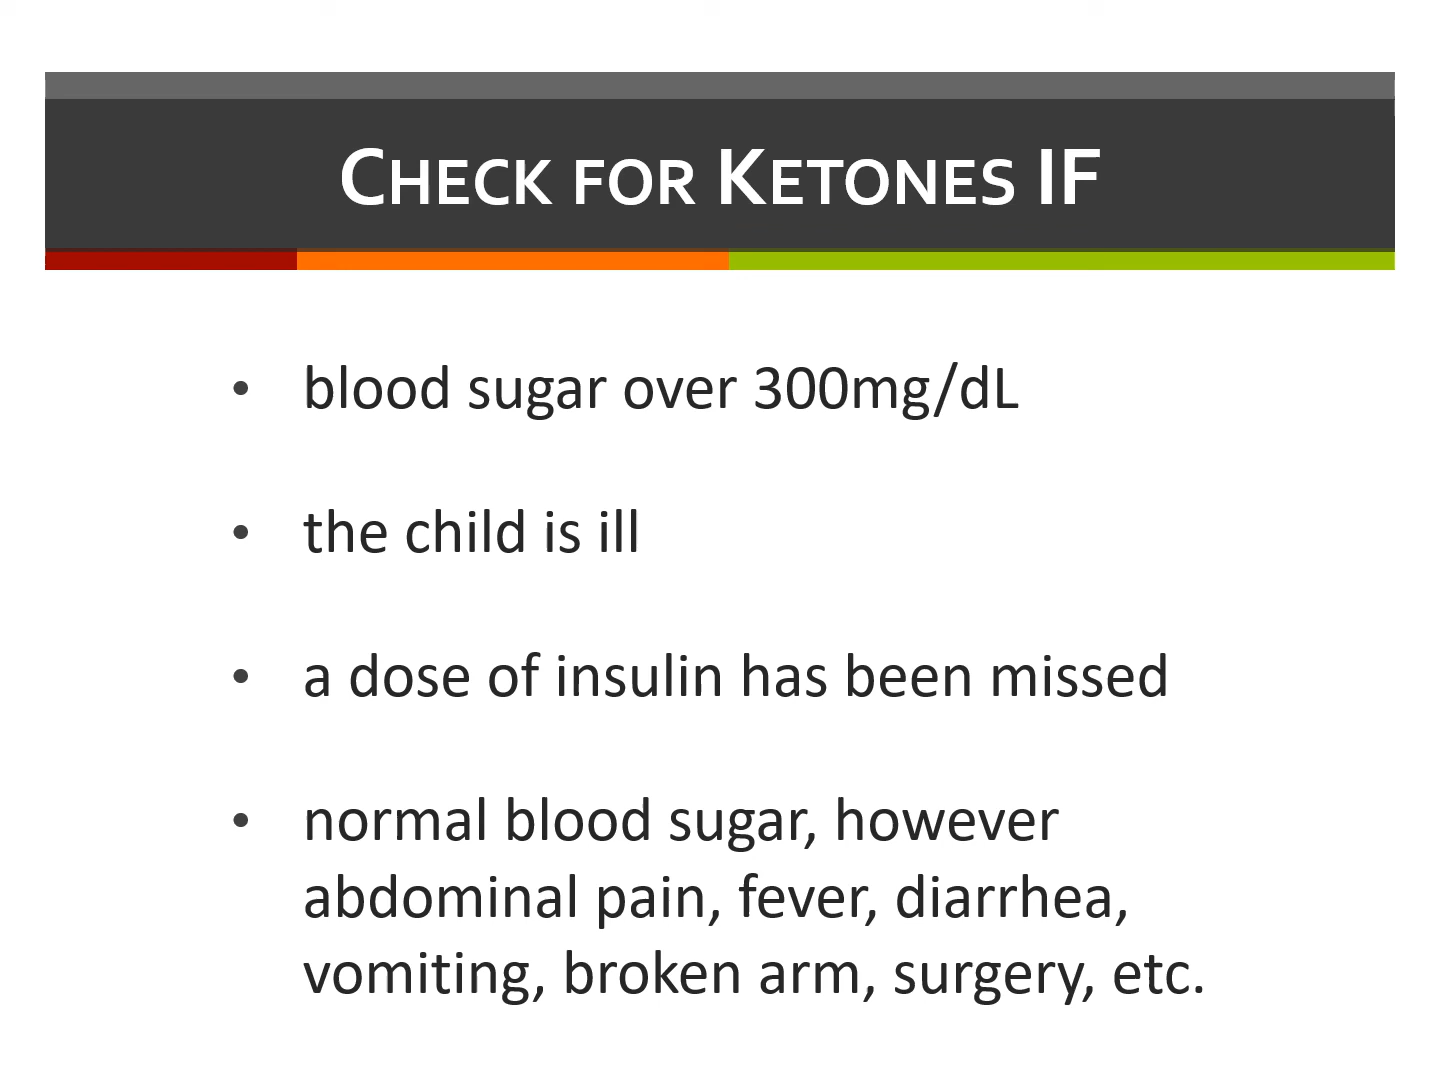 CHECK FOR KETONES IF
• blood sugar over 300mg/dL
• the child is ill
• a dose of insulin has been missed
• normal blood sugar, however
abdominal pain, fever, diarrhea,
vomiting, broken arm, surgery, etc.